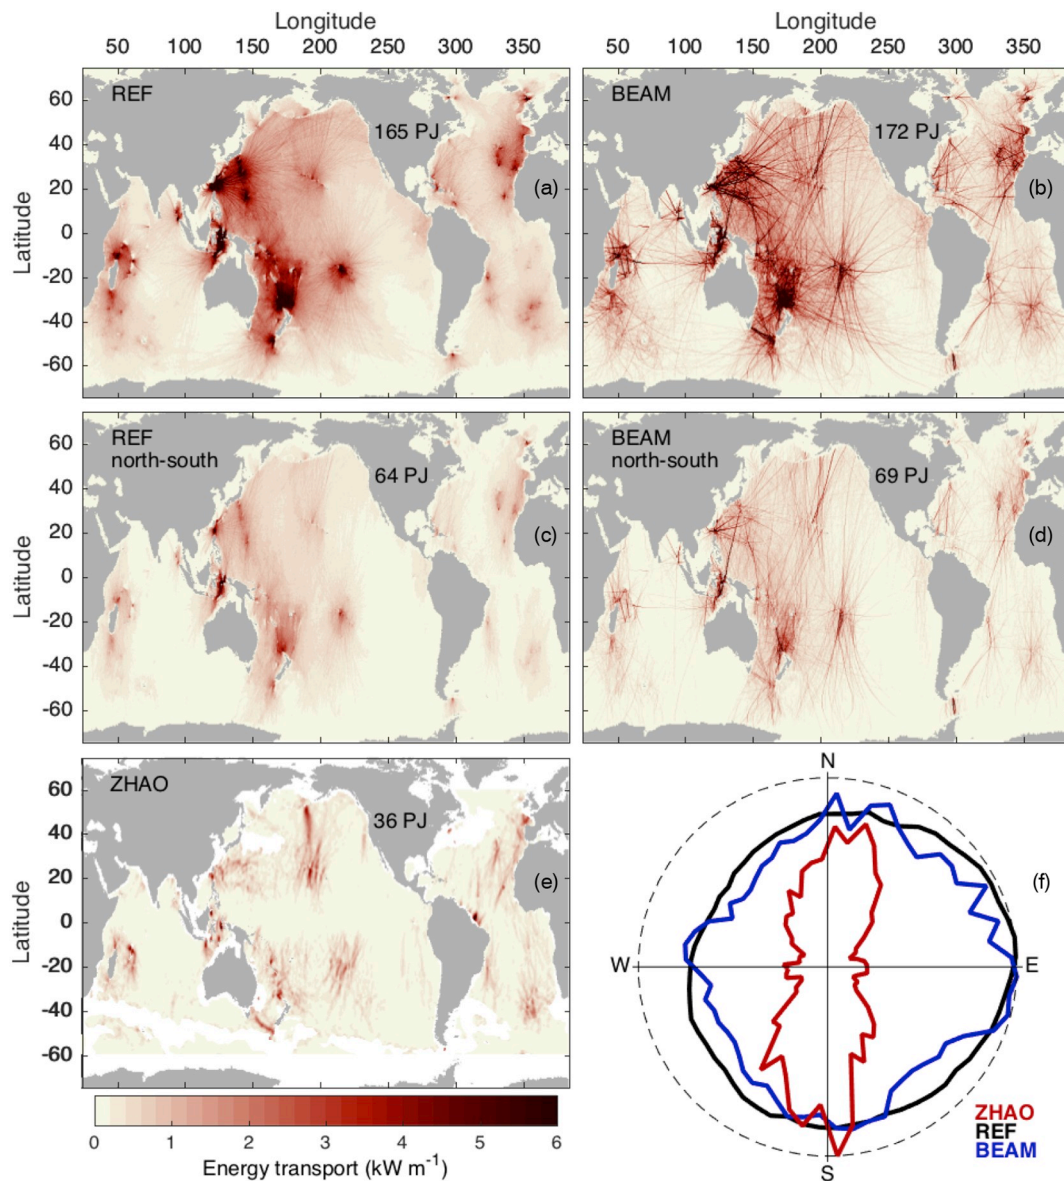 Longitude
Longitude
50 100 150 200 250 300 350
50 100 150 200 250 300 350
Latitude
60
40
20
0
-20
-40
-60
REF
165 PJ
(a)
BEAM
172 PJ
(b)
Latitude
60
40
20
0
-20
-40
-60
REF
north-south
64 PJ
(c)
BEAM
north-south
69 PJ
(d)
Latitude
60
40
20
0
-20
-40
-60
ZHAO
36 PJ
(e)
N
(f)
W
E
S
ZHAO
REF
BEAM
0 1 2 3 4 5 6
Energy transport (kW m⁻¹)